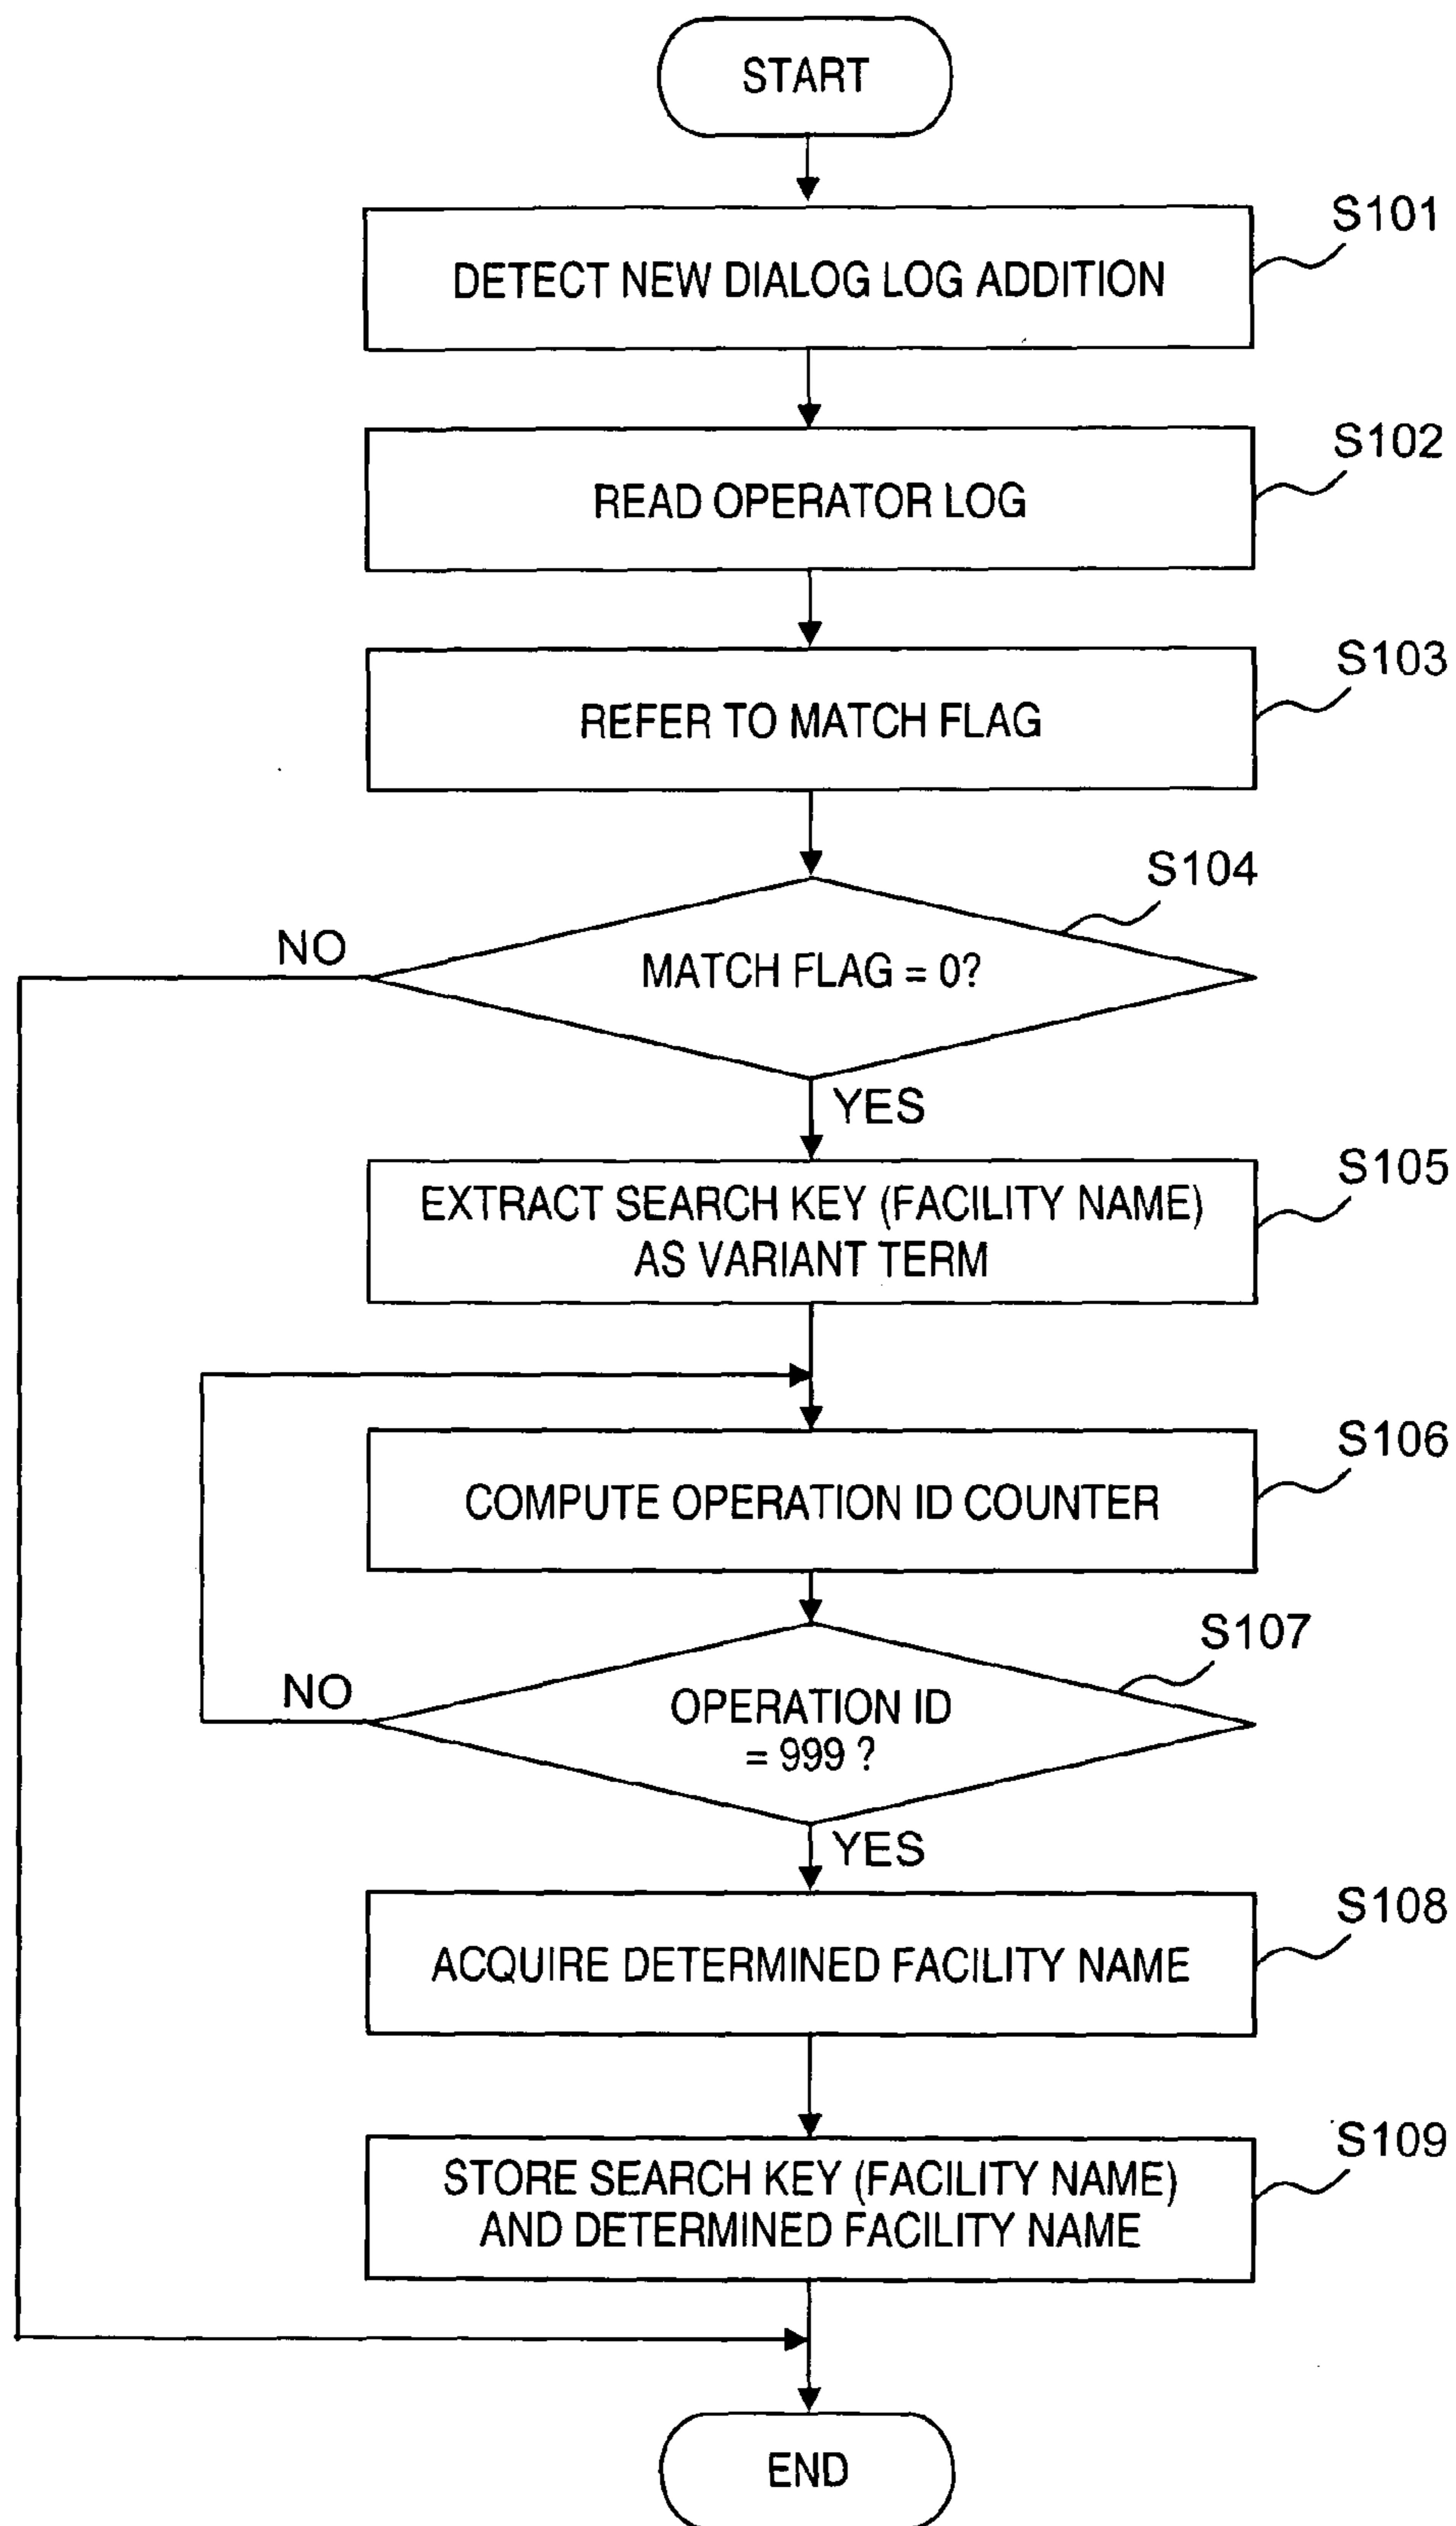 START
S101
DETECT NEW DIALOG LOG ADDITION
S102
READ OPERATOR LOG
S103
REFER TO MATCH FLAG
S104
NO
MATCH FLAG = 0?
YES
S105
EXTRACT SEARCH KEY (FACILITY NAME)
AS VARIANT TERM
S106
COMPUTE OPERATION ID COUNTER
S107
NO
OPERATION ID
= 999 ?
YES
S108
ACQUIRE DETERMINED FACILITY NAME
S109
STORE SEARCH KEY (FACILITY NAME)
AND DETERMINED FACILITY NAME
END